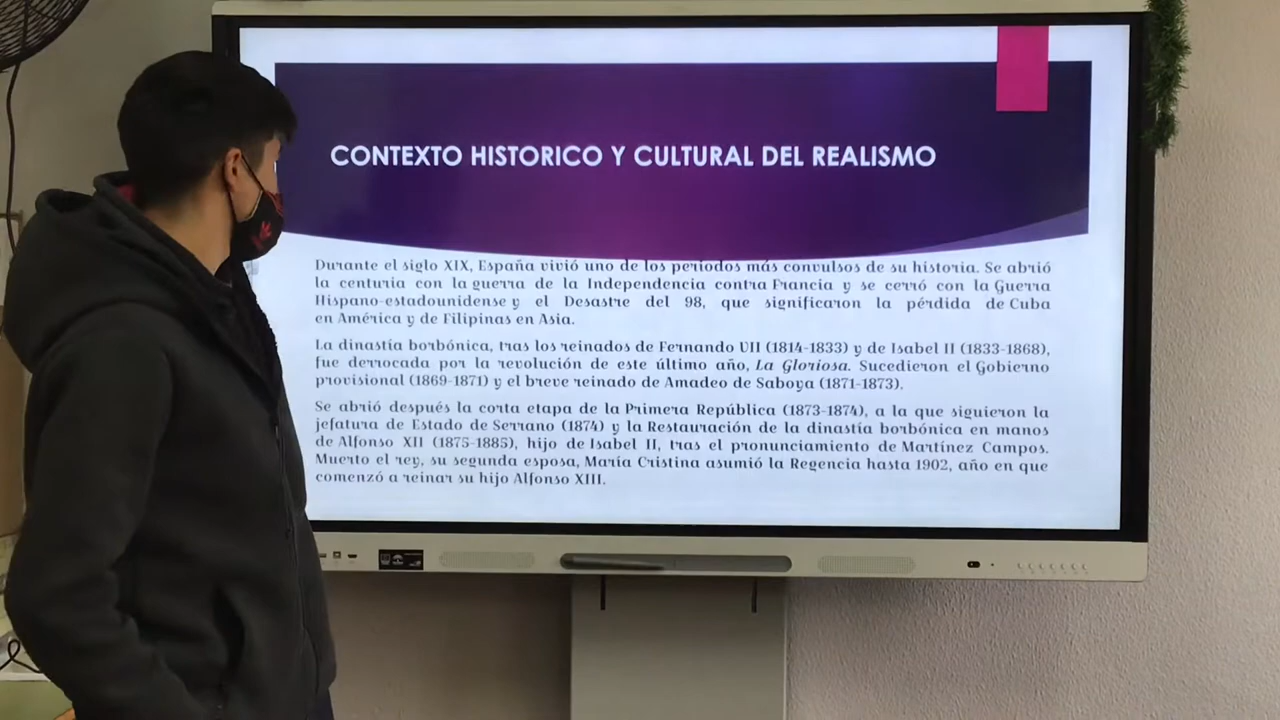 CONTEXTO HISTORICO Y CULTURAL DEL REALISMO
Durante el siglo XIX, España vivió uno de los periodos más convulsos de su historia. Se abrió
la centuria con la guerra de la Independencia contra Francia y se cerró con la Guerra
Hispano-estadounidense y el Desastre del 98, que significaron la pérdida de Cuba
en América y de Filipinas en Asia.
La dinastía borbónica, tras los reinados de Fernando VII (1814-1833) y de Isabel II (1833-1868),
fue derrocada por la revolución de este último año, La Gloriosa. Sucedieron el Gobierno
provisional (1869-1871) y el breve reinado de Amadeo de Saboya (1871-1873).
Se abrió después la corta etapa de la Primera República (1873-1874), a la que siguieron la
jefatura de Estado de Serrano (1874) y la Restauración de la dinastía borbónica en manos
de Alfonso XII (1875-1885), hijo de Isabel II, tras el pronunciamiento de Martínez Campos.
Muerto el rey, su segunda esposa, María Cristina asumió la Regencia hasta 1902, año en que
comenzó a reinar su hijo Alfonso XIII.